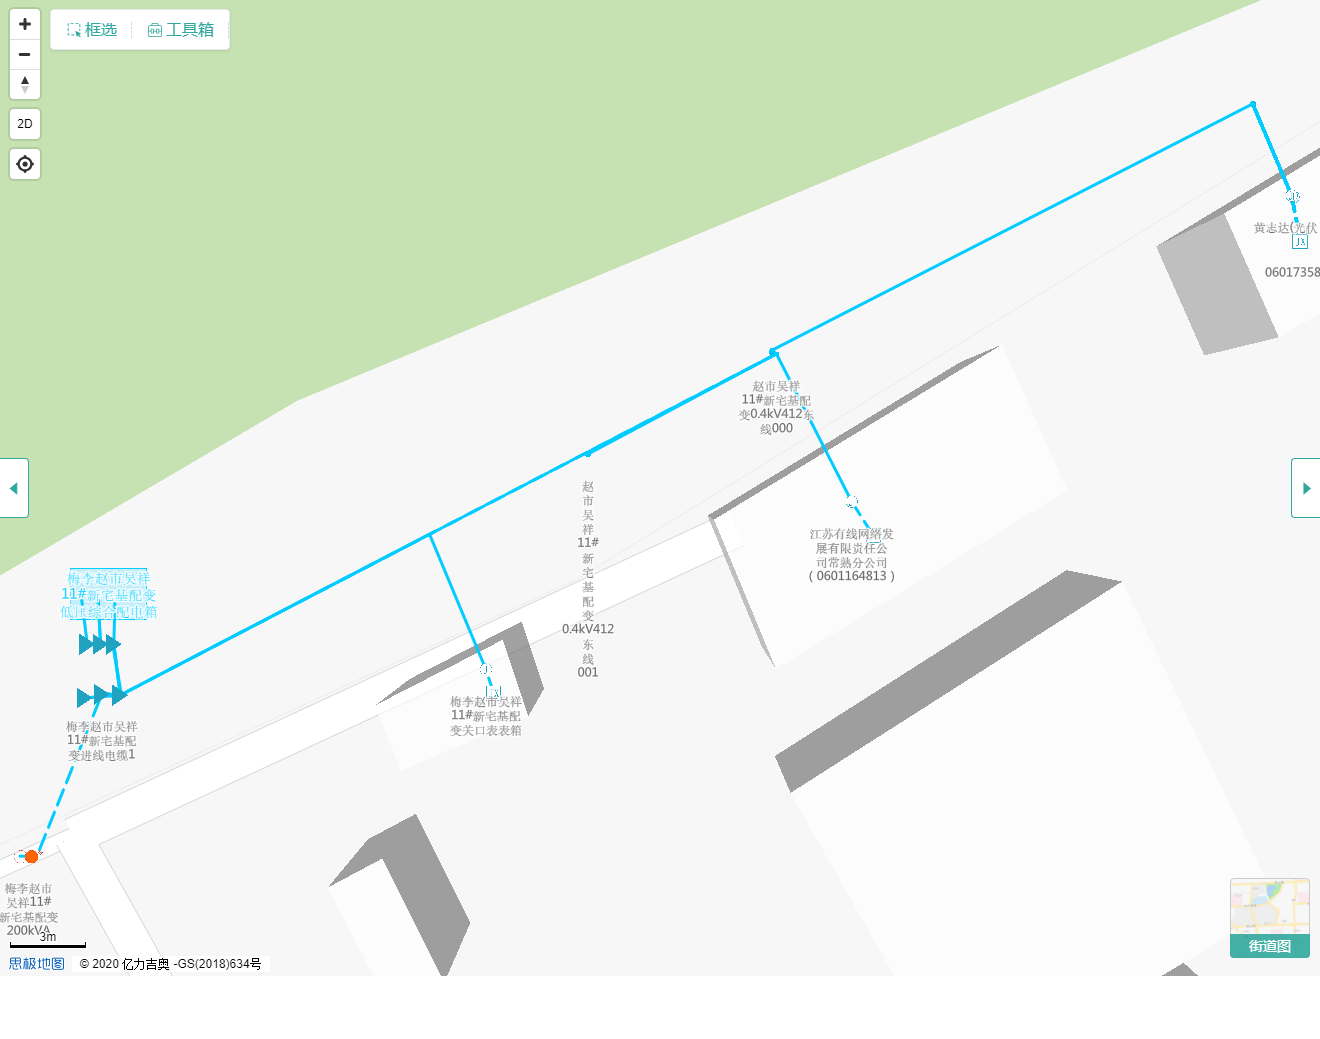 框选
工具箱
2D
黄志达(光伏
JX
06017358
赵市吴祥
11#新宅基配
变0.4kV412东
线000
赵
市
吴
祥
11#
新
宅
基
配
变
0.4kV412
东
线
001
江苏有线网络发
展有限责任公
司常熟分公司
(0601164813)
梅李赵市吴祥
11#新宅基配变
低压综合配电箱
梅李赵市吴祥
11#新宅基配
变关口表表箱
梅李赵市吴祥
11#新宅基配
变进线电缆1
梅李赵市
吴祥11#
新宅基配变
200kVA
3m
思极地图
© 2020 亿力吉奥 -GS(2018)634号
街道图